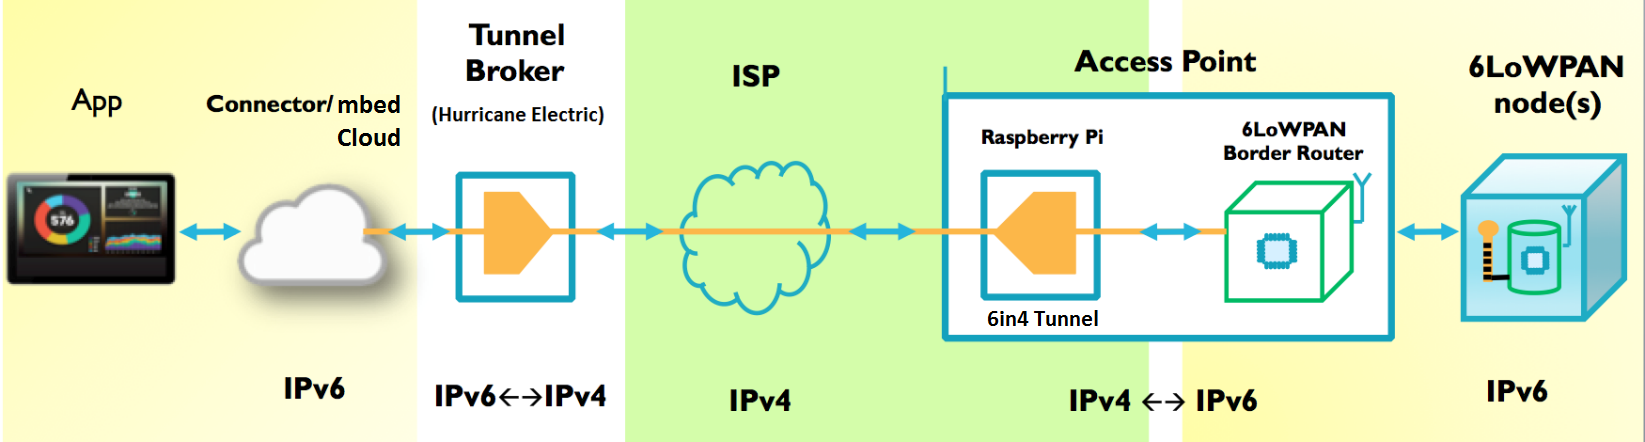 App
Connector/ mbed
Cloud
576
Tunnel
Broker
(Hurricane Electric)
ISP
Access Point
Raspberry Pi
6in4 Tunnel
6LoWPAN
Border Router
6LoWPAN
node(s)
IPv6
IPv6←→IPv4
IPv4
IPv4 ←→ IPv6
IPv6